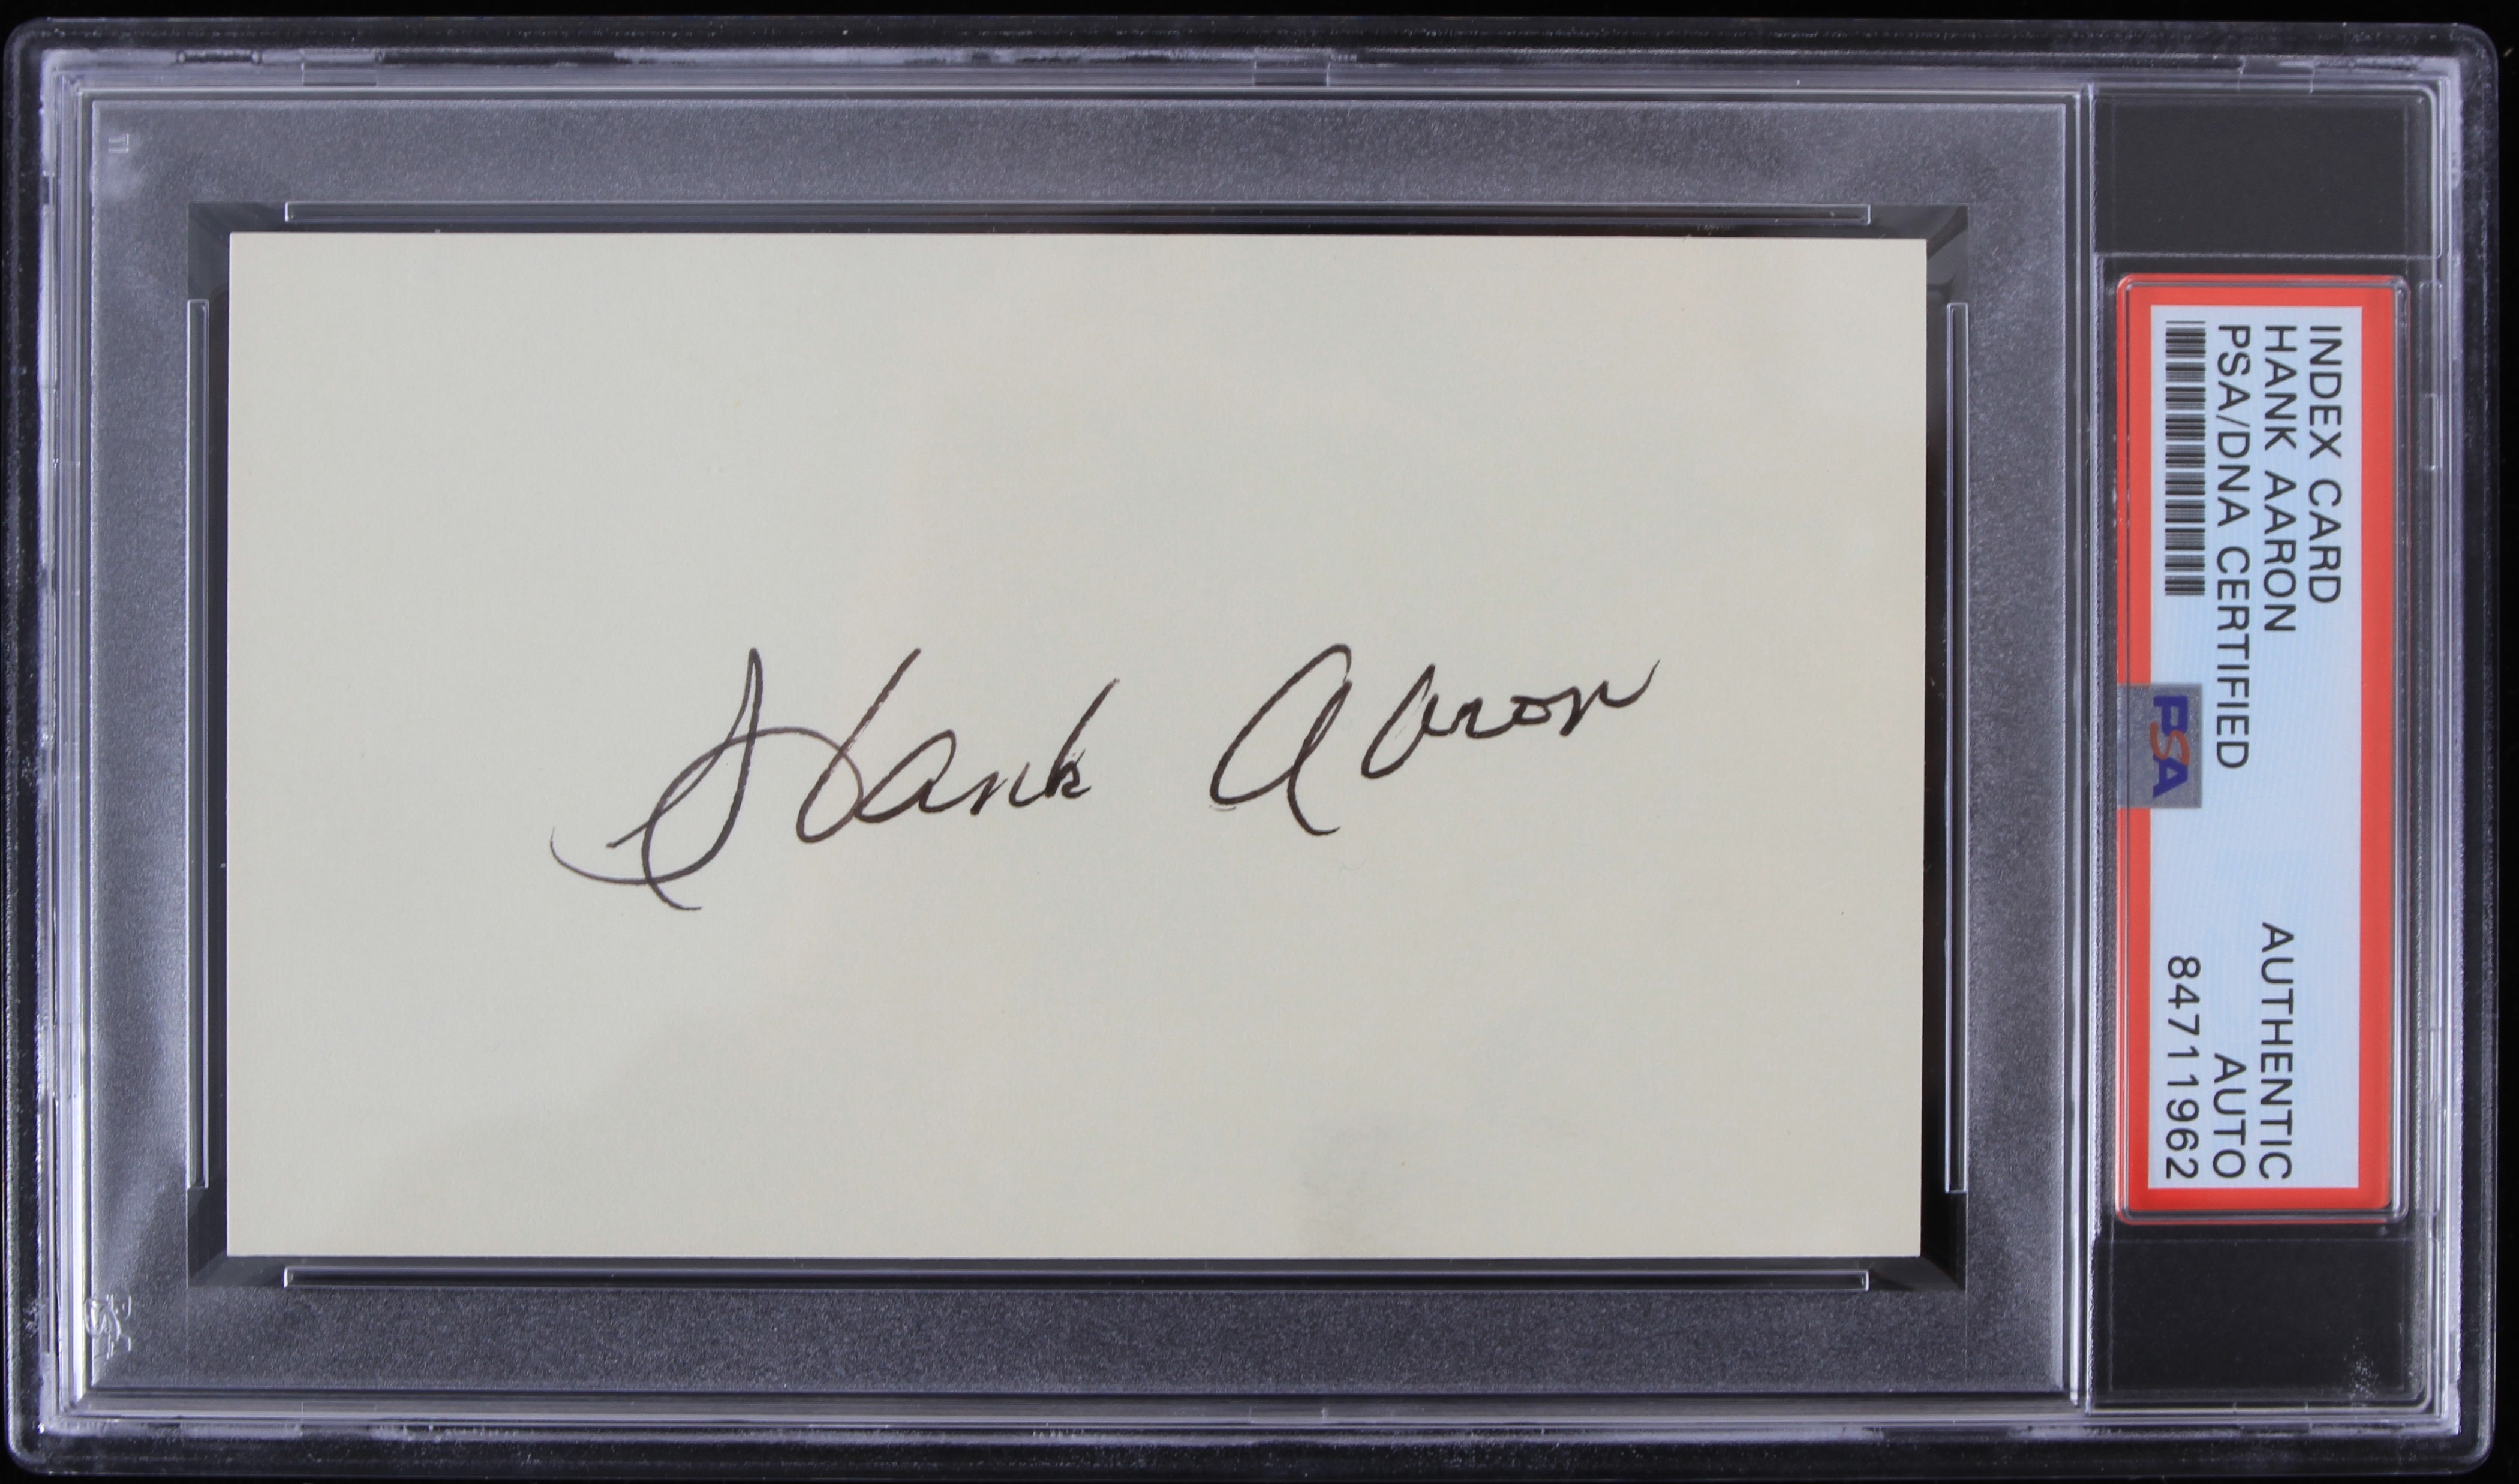 Hank Aaron
INDEX CARD
HANK AARON
PSA/DNA CERTIFIED
AUTHENTIC
AUTO
84711962
PSA